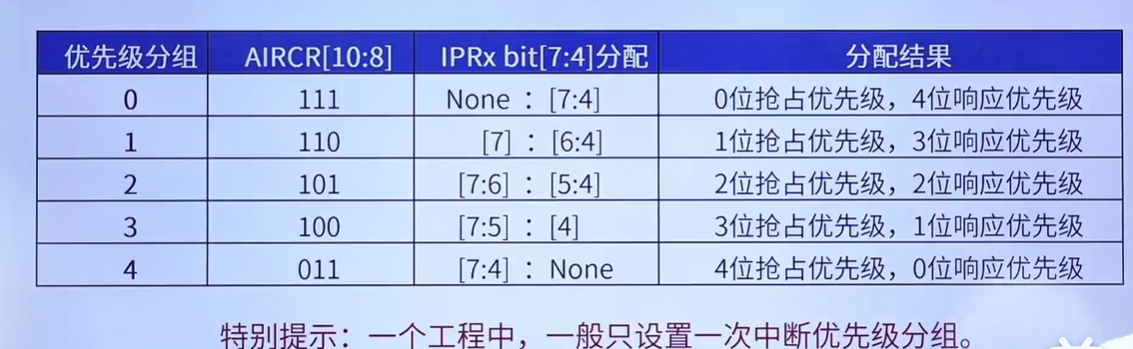 优先级分组 AIRCR[10:8] IPRx bit[7:4]分配 分配结果
0 111 None : [7:4] 0位抢占优先级，4位响应优先级
1 110 [7] : [6:4] 1位抢占优先级，3位响应优先级
2 101 [7:6] : [5:4] 2位抢占优先级，2位响应优先级
3 100 [7:5] : [4] 3位抢占优先级，1位响应优先级
4 011 [7:4] : None 4位抢占优先级，0位响应优先级
特别提示：一个工程中，一般只设置一次中断优先级分组。